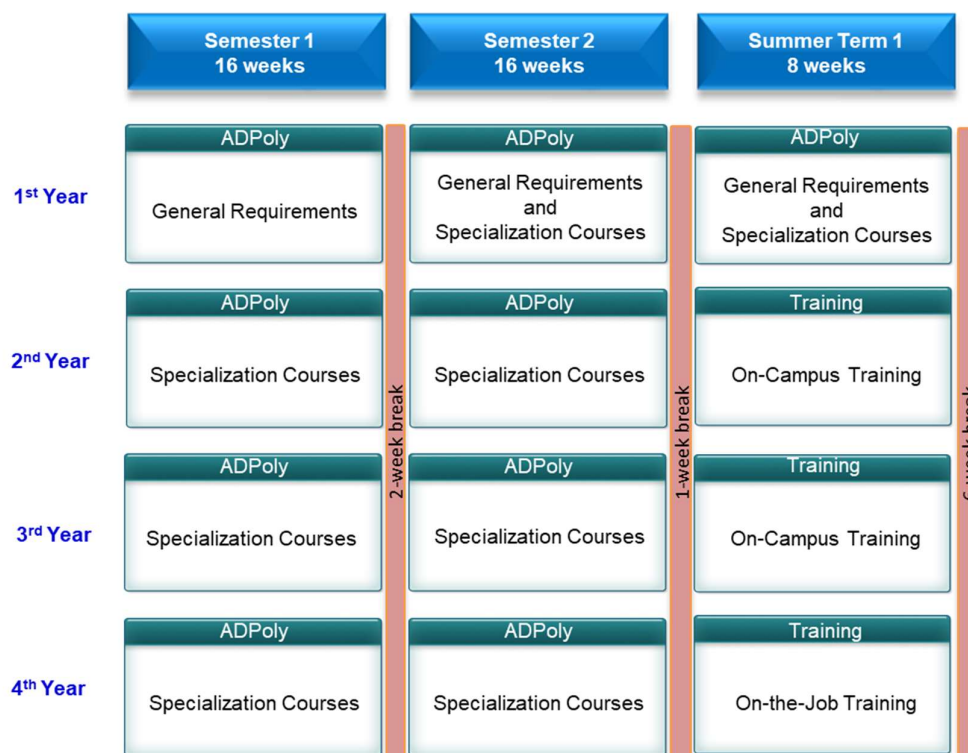 Semester 1
16 weeks
Semester 2
16 weeks
Summer Term 1
8 weeks
1st Year
ADPoly
General Requirements
ADPoly
General Requirements
and
Specialization Courses
ADPoly
General Requirements
and
Specialization Courses
2nd Year
ADPoly
Specialization Courses
ADPoly
Specialization Courses
Training
On-Campus Training
2-week break
1-week break
week break
3rd Year
ADPoly
Specialization Courses
ADPoly
Specialization Courses
Training
On-Campus Training
4th Year
ADPoly
Specialization Courses
ADPoly
Specialization Courses
Training
On-the-Job Training